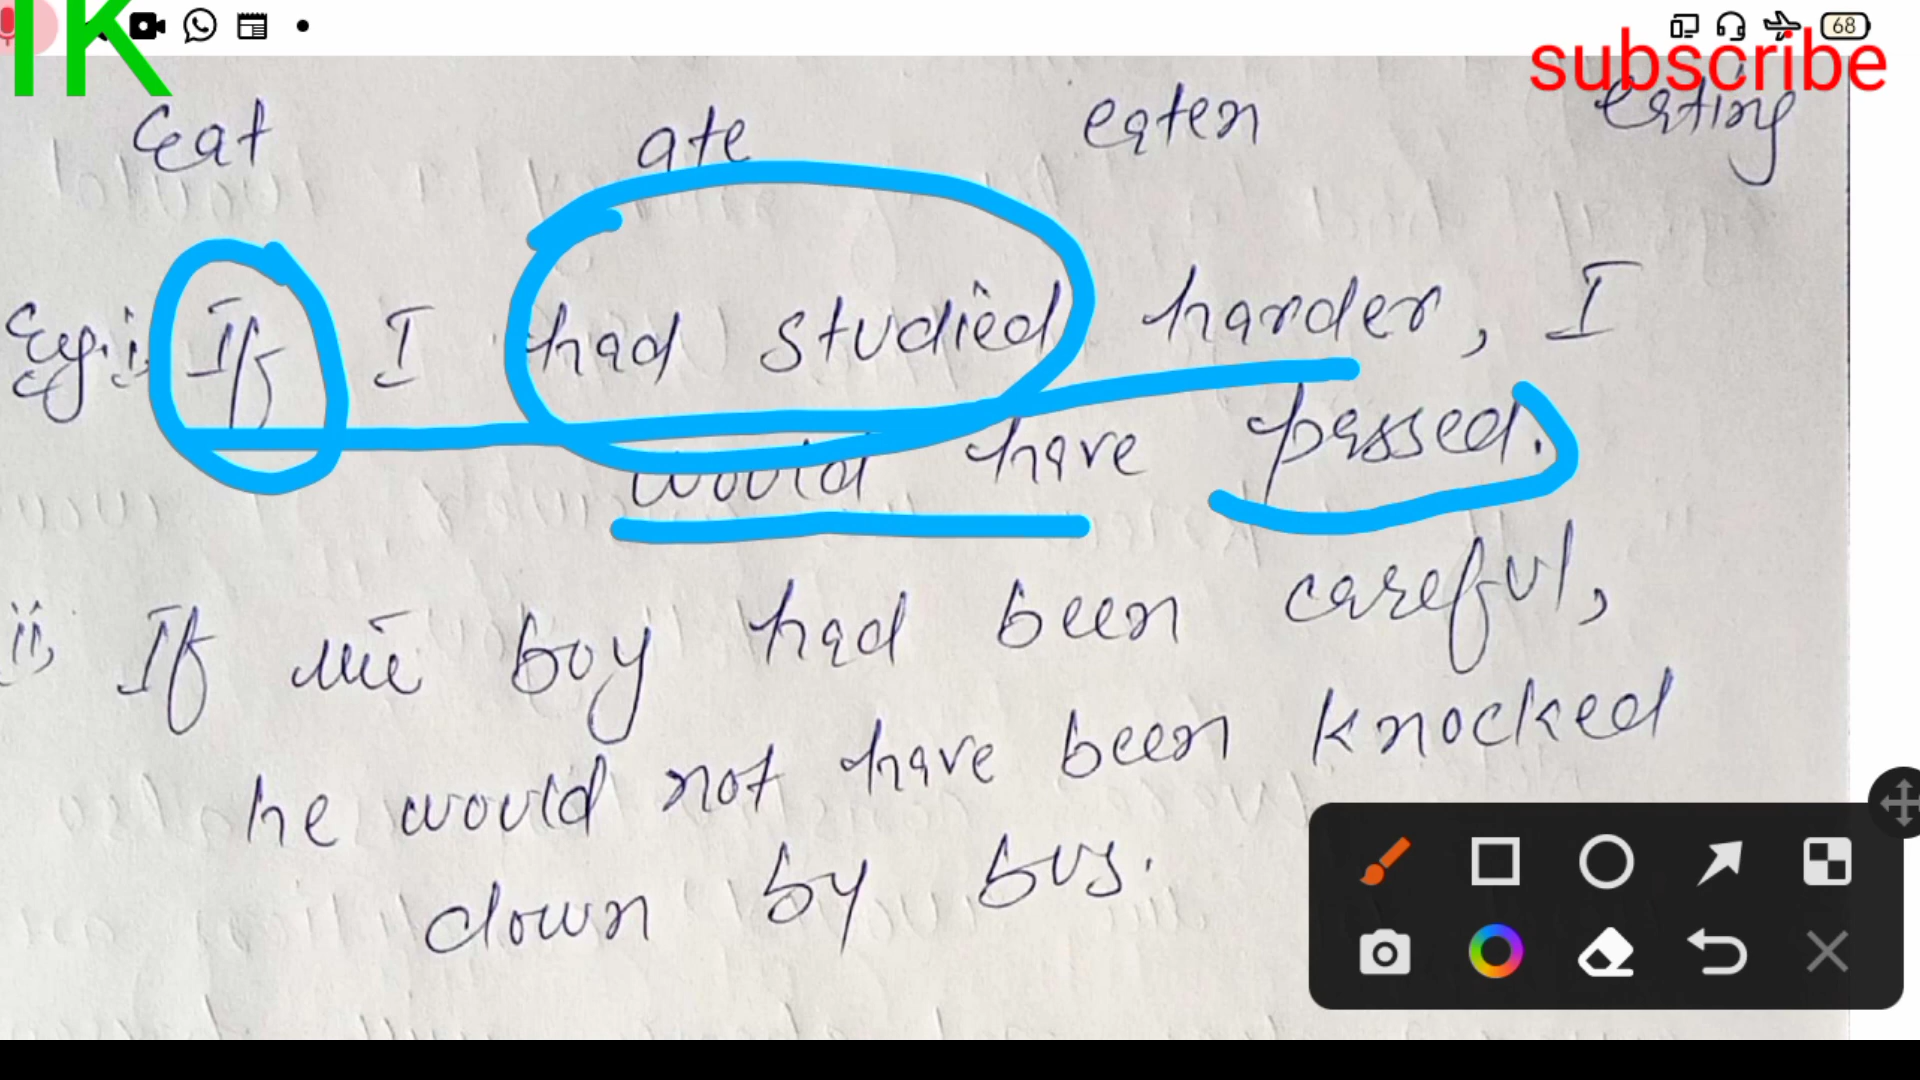 IK
68
subscribe
Eat ate eaten eating
Eg: i, If I had studied harder, I
would have passed.
ii, If the boy had been careful,
he would not have been knocked
down by bus.